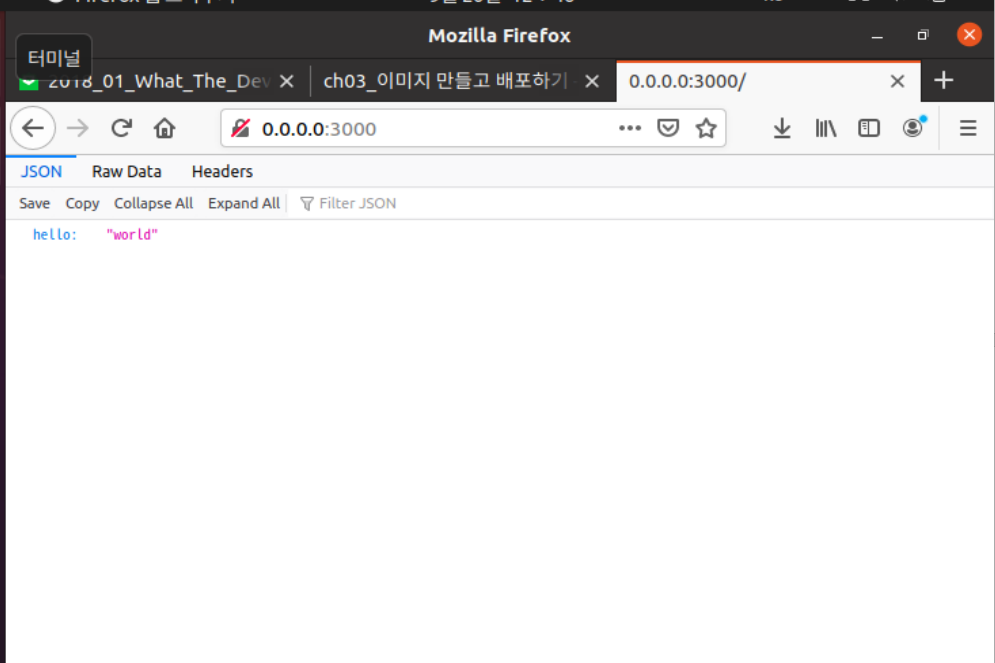 Mozilla Firefox
터미널
2018_01_What_The_Dev
ch03_이미지 만들고 배포하기
0.0.0.0:3000/
0.0.0.0:3000
JSON Raw Data Headers
Save Copy Collapse All Expand All Filter JSON
hello: "world"